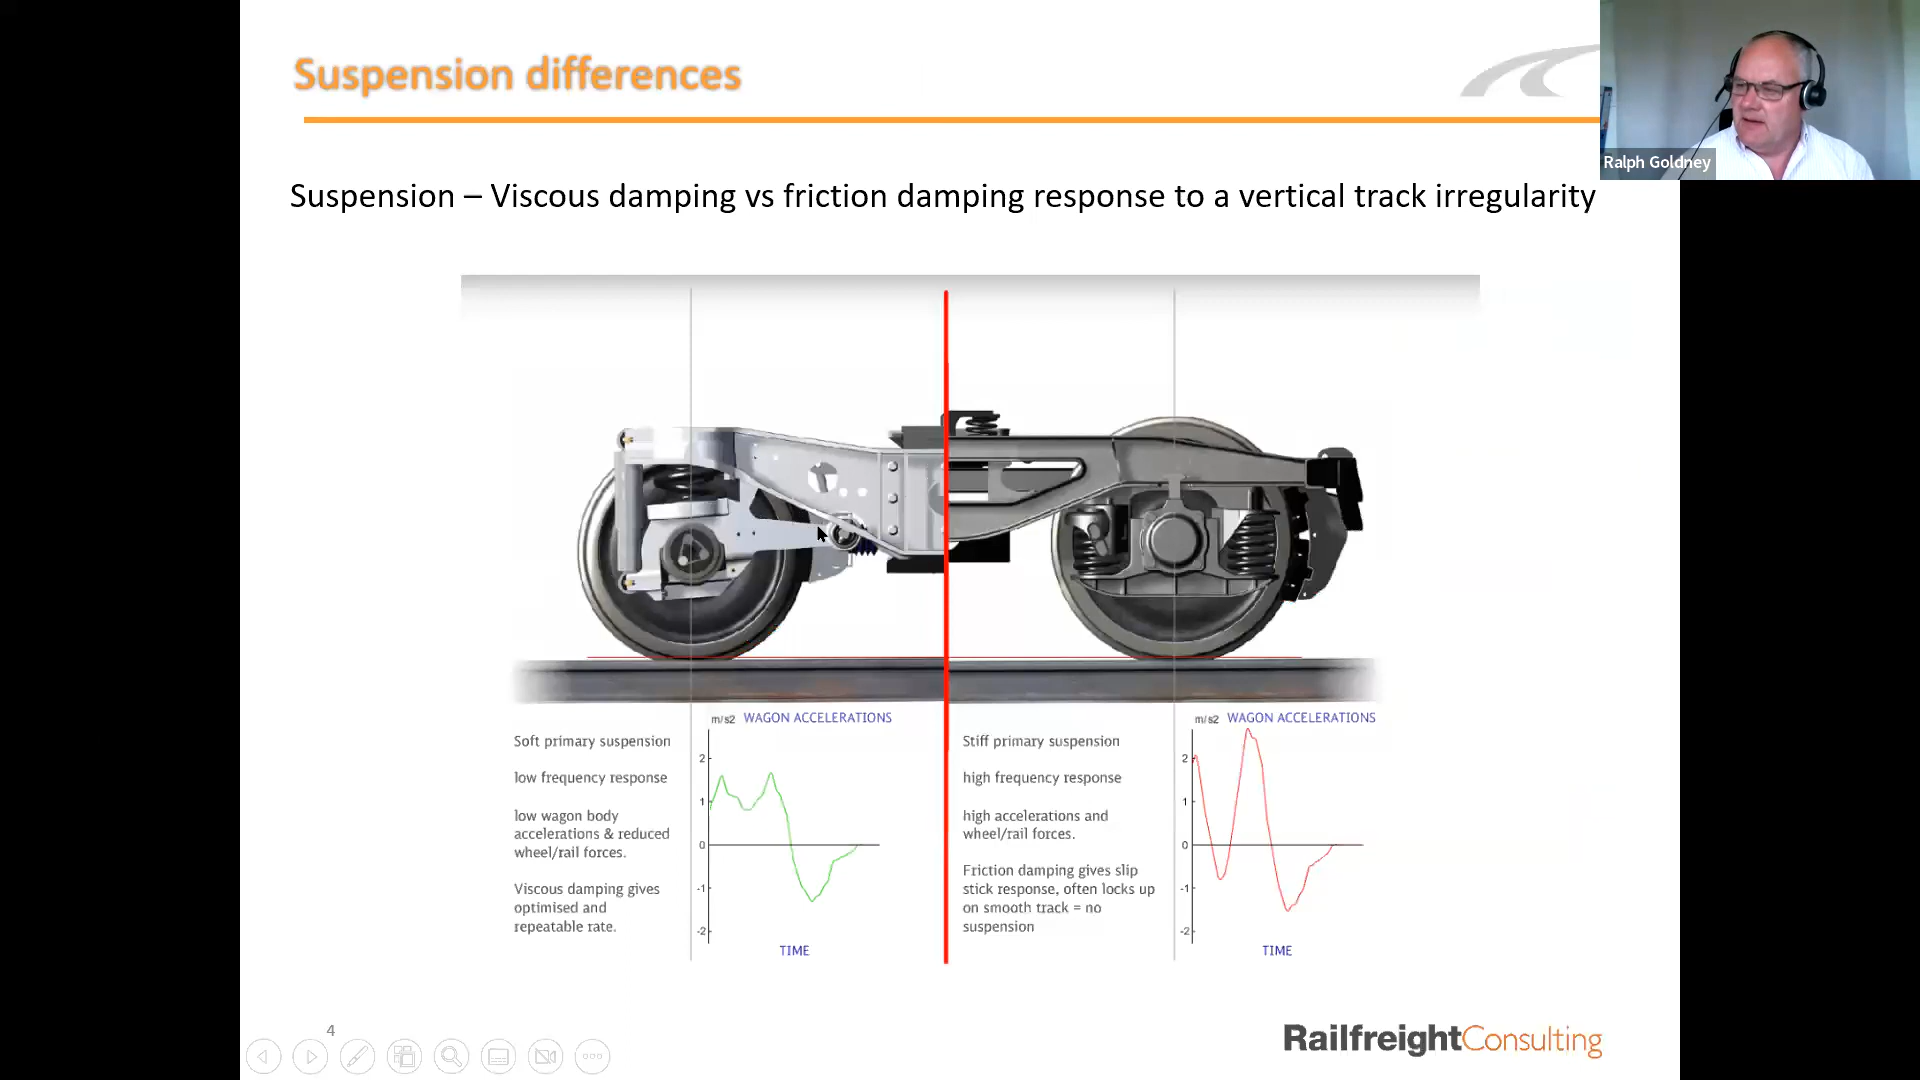 Suspension differences
Ralph Goldney
Suspension – Viscous damping vs friction damping response to a vertical track irregularity
m/s2 WAGON ACCELERATIONS
Soft primary suspension
low frequency response
low wagon body
accelerations & reduced
wheel/rail forces.
Viscous damping gives
optimised and
repeatable rate.
2
1
0
-1
-2
TIME
m/s2 WAGON ACCELERATIONS
Stiff primary suspension
high frequency response
high accelerations and
wheel/rail forces.
Friction damping gives slip
stick response, often locks up
on smooth track = no
suspension
2
1
0
-1
-2
TIME
4
RailfreightConsulting